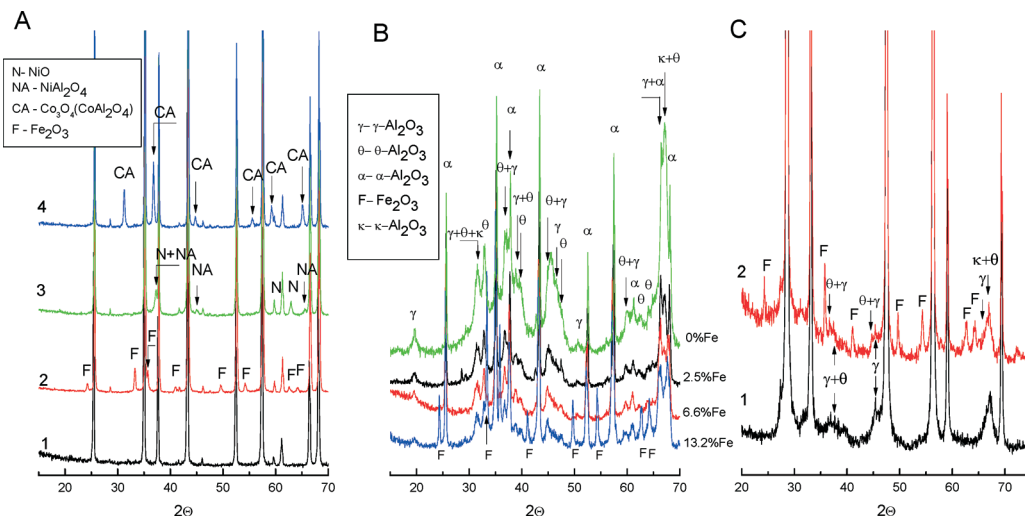 A
N- NiO
NA - NiAl2O4
CA - Co3O4(CoAl2O4)
F - Fe2O3
CA
CA
CA
CA
CA
CA
4
N+NA
NA
N
N
NA
3
F
F
F
F
F
F
F
F
2
1
20
30
40
50
60
70
2Θ
B
γ- γ-Al2O3
θ- θ-Al2O3
α- α-Al2O3
F- Fe2O3
κ- κ-Al2O3
κ+θ
γ+α
α
α
α
α
α
α
θ+γ
γ+θ
θ
θ+γ
γ
θ
γ+θ+κ
θ
α
γ
α
θ+γ
α
θ
θ
γ
0%Fe
2.5%Fe
6.6%Fe
13.2%Fe
F
F
F
F
F
F
F
20
30
40
50
60
70
2Θ
C
F
F
θ+γ
F
θ+γ
F
F
F
F
F
κ+θ
γ
2
γ+θ
γ
1
20
30
40
50
60
70
2Θ